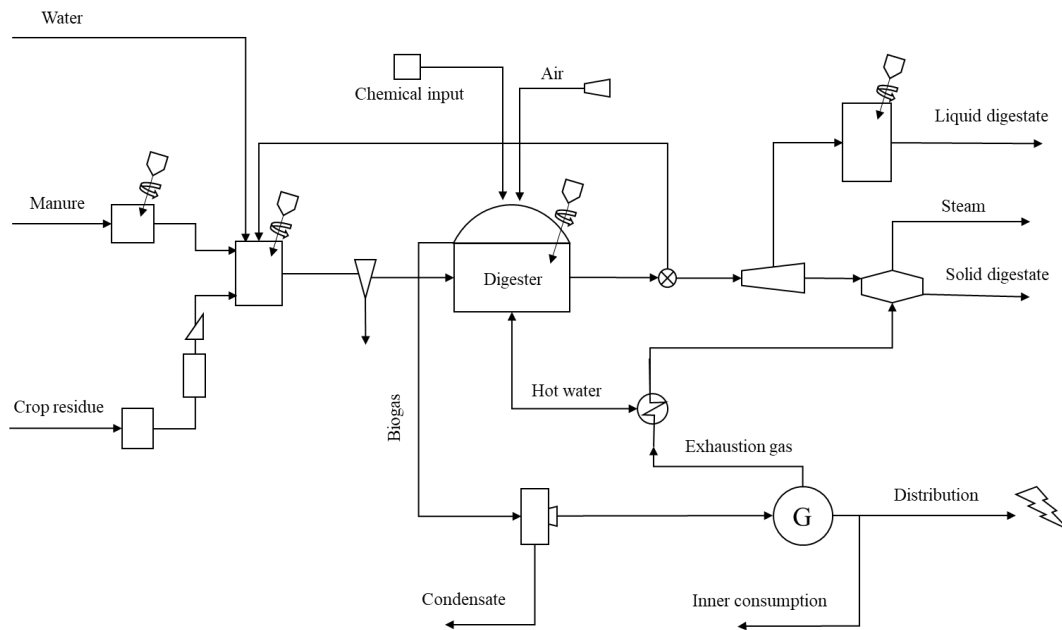 Water
Chemical input
Air
Liquid digestate
Manure
Steam
Digester
Solid digestate
Crop residue
Hot water
Biogas
Exhaustion gas
Distribution
G
Condensate
Inner consumption